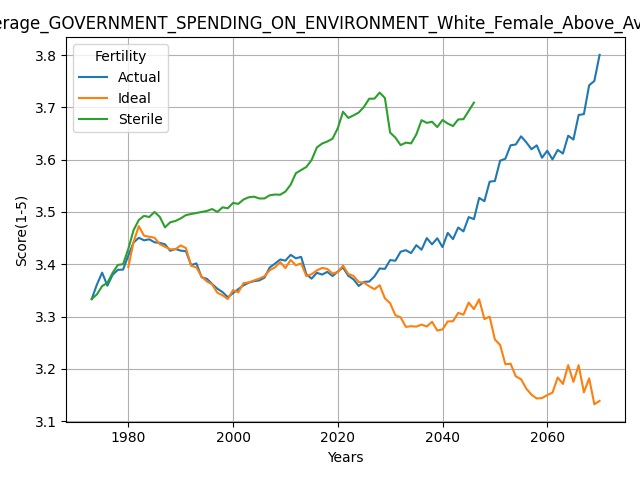 erage_GOVERNMENT_SPENDING_ON_ENVIRONMENT_White_Female_Above_Av
Fertility
Actual
Ideal
Sterile
Score(1-5)
3.8
3.7
3.6
3.5
3.4
3.3
3.2
3.1
1980 2000 2020 2040 2060
Years